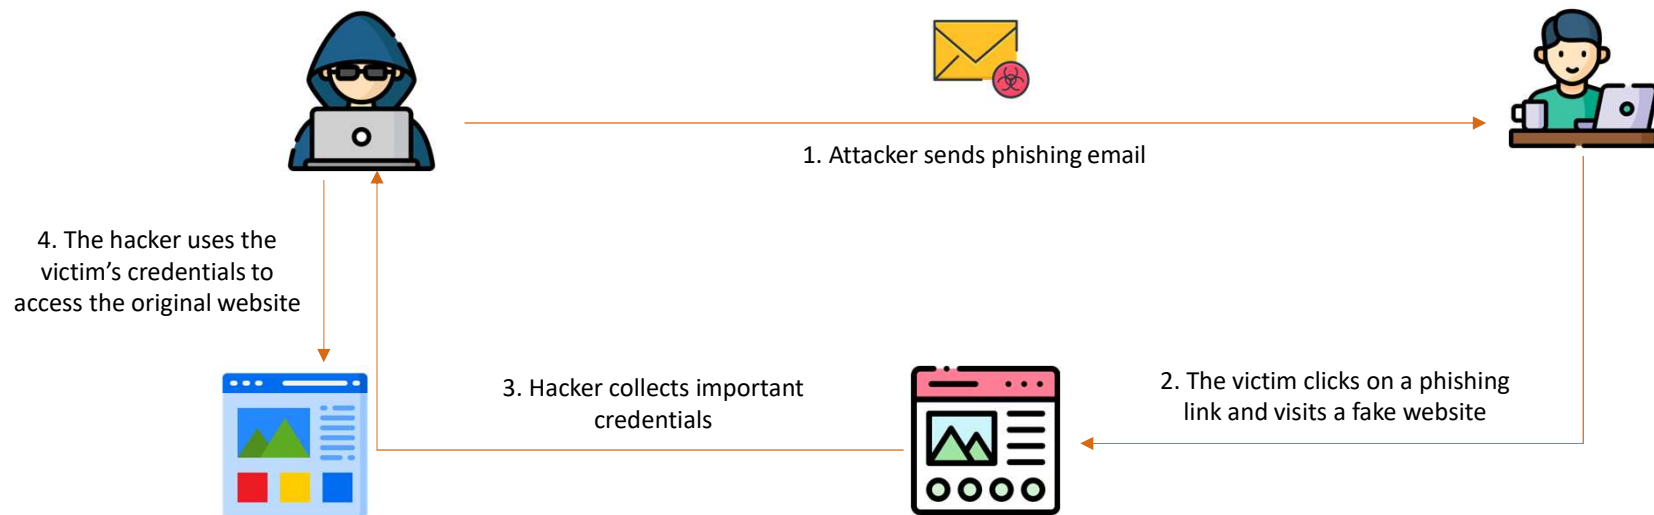 1. Attacker sends phishing email
4. The hacker uses the
victim’s credentials to
access the original website
3. Hacker collects important
credentials
2. The victim clicks on a phishing
link and visits a fake website